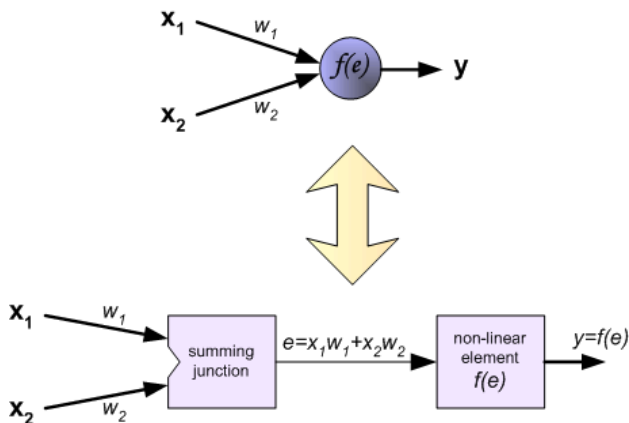 x₁
w₁
f(e)
y
x₂
w₂
x₁
w₁
summing
junction
e=x₁w₁+x₂w₂
non-linear
element
f(e)
y=f(e)
x₂
w₂